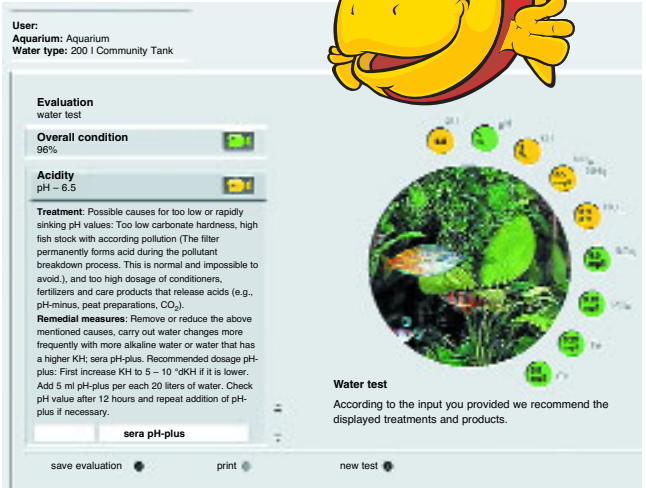 User:
Aquarium: Aquarium
Water type: 200 l Community Tank
Evaluation
water test
Overall condition
96%
Acidity
pH – 6.5
Treatment: Possible causes for too low or rapidly
sinking pH values: Too low carbonate hardness, high
fish stock with according pollution (The filter
permanently forms acid during the pollutant
breakdown process. This is normal and impossible to
avoid.), and too high dosage of conditioners,
fertilizers and care products that release acids (e.g.,
pH-minus, peat preparations, CO₂).
Remedial measures: Remove or reduce the above
mentioned causes, carry out water changes more
frequently with more alkaline water or water that has
a higher KH; sera pH-plus. Recommended dosage pH-
plus: First increase KH to 5 – 10 °dKH if it is lower.
Add 5 ml pH-plus per each 20 liters of water. Check
pH value after 12 hours and repeat addition of pH-
plus if necessary.
sera pH-plus
pH
Water test
According to the input you provided we recommend the
displayed treatments and products.
save evaluation
print
new test